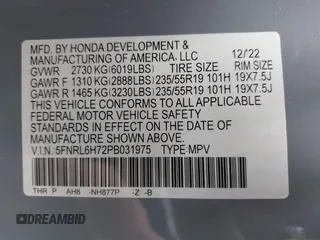 MFD. BY HONDA DEVELOPMENT &
MANUFACTURING OF AMERICA, LLC 12/22
GVWR 2730 KG(6019LBS) TIRE SIZE RIM SIZE
GAWR F 1310 KG(2888LBS) 235/55R19 101H 19X7.5J
GAWR R 1465 KG(3230LBS) 235/55R19 101H 19X7.5J
THIS VEHICLE CONFORMS TO ALL APPLICABLE
FEDERAL MOTOR VEHICLE SAFETY STANDARDS
IN EFFECT ON THE DATE OF MANUFACTURE SHOWN ABOVE.
V.I.N. 5FNRL6H72PB031975 TYPE: MPV
THR P AH8 -NH877P -Z -B
DREAMBID